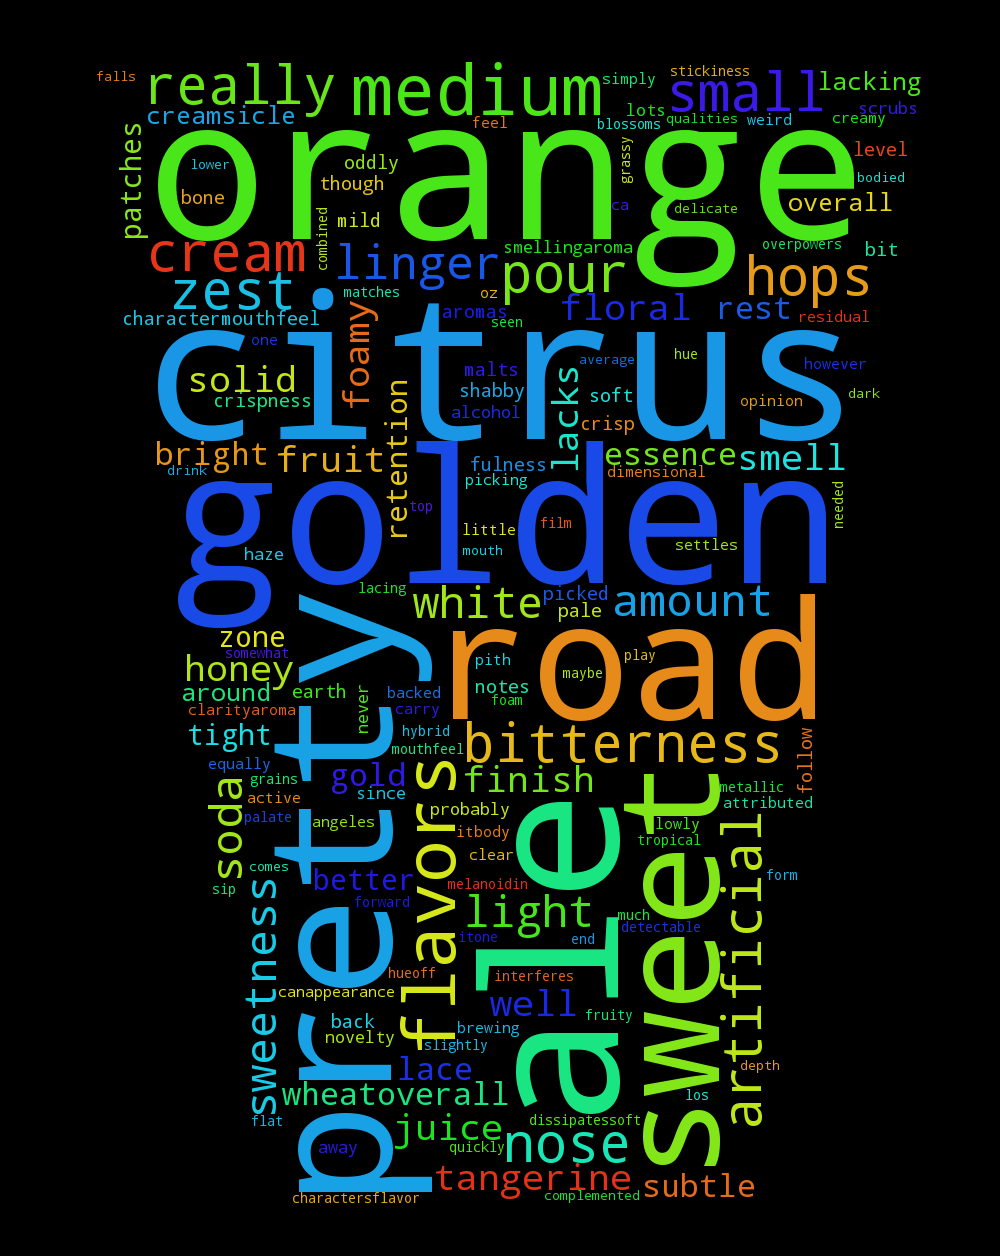 falls really medium simply stickiness small lacking
creamsicle feel lots blossoms qualities weird scrubs creamy
patches orange
lower bone oddly though mild combined grassy ca delicate level bodied overall
cream linger smellingaroma pour overpowers bit hops
zest matches oz floral rest residual
charactermouthfeel foamy aromas seen
citrus
one solid crispness malts shabby alcohol average hue however dark
lacks soft crisp opinion
bright fruit retention fulness essence smell
drink picking dimensional
golden
top little mouth film settles needed
haze lacing white picked pale amount
zone somewhat honey road
around earth never backed carry pith notes foam maybe play
clarityaroma tight hybrid mouthfeel bitterness follow
equally grains gold finish metallic
soda active since attributed
palate angeles probably itbody lowly tropical
pretty flavors clear alet sweet
comes sip better melanoidin form
sweetness forward light much detectable artificial
itone end
hueoff interferes
canappearance well fruity
back novelty brewing slightly
lace depth
wheatoverall los
flat juice dissipatessoft
away quickly nose
tangerine subtle
charactersflavor complemented